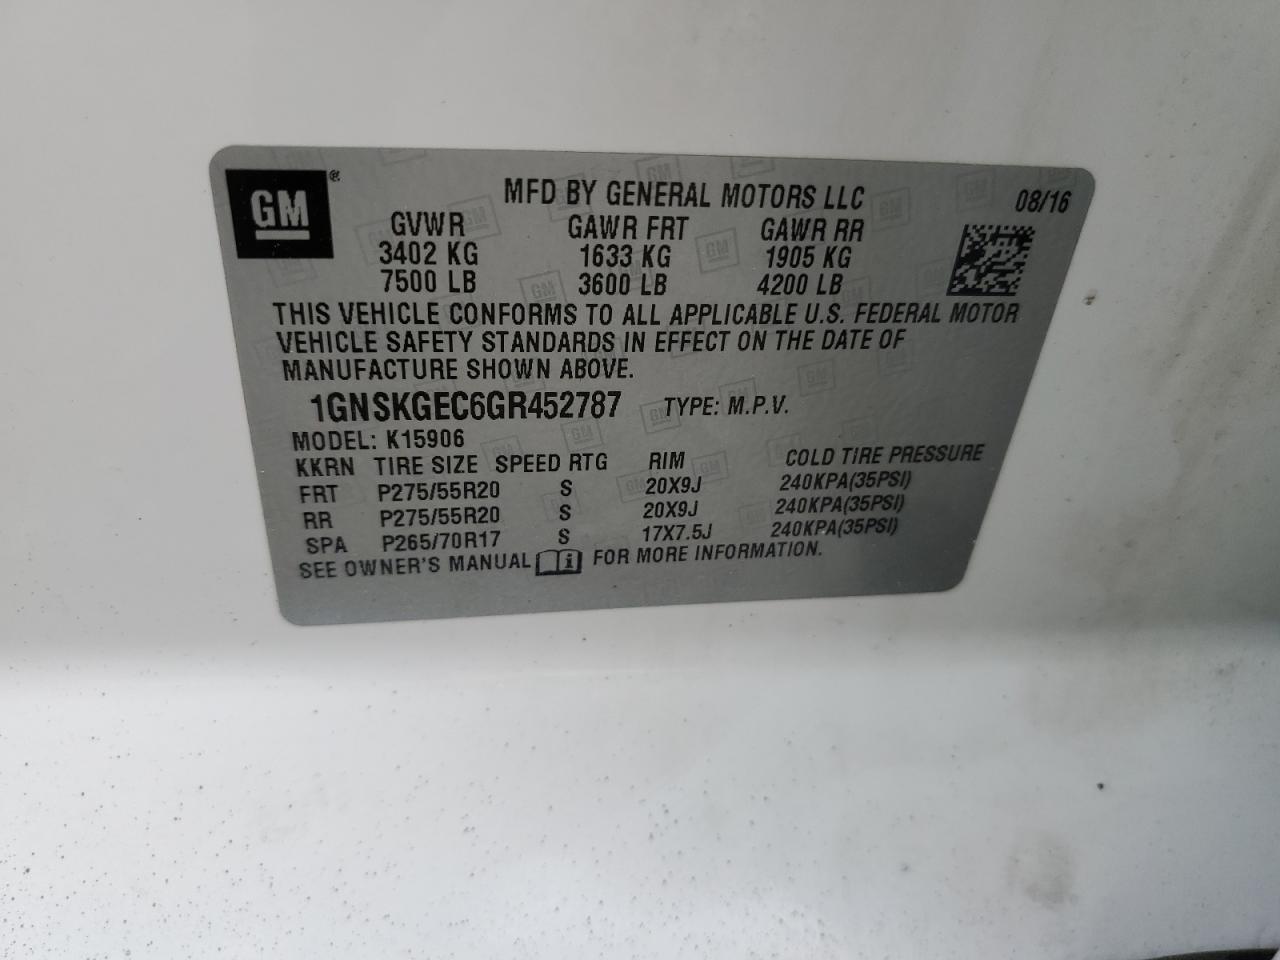 GM®
MFD BY GENERAL MOTORS LLC 08/16
GVWR GAWR FRT GAWR RR
3402 KG 1633 KG 1905 KG
7500 LB 3600 LB 4200 LB
THIS VEHICLE CONFORMS TO ALL APPLICABLE U.S. FEDERAL MOTOR
VEHICLE SAFETY STANDARDS IN EFFECT ON THE DATE OF
MANUFACTURE SHOWN ABOVE.
1GNSKGEC6GR452787 TYPE: M.P.V.
MODEL: K15906
KKRN TIRE SIZE SPEED RTG RIM COLD TIRE PRESSURE
FRT P275/55R20 S 20X9J 240KPA(35PSI)
RR P275/55R20 S 20X9J 240KPA(35PSI)
SPA P265/70R17 S 17X7.5J 240KPA(35PSI)
SEE OWNER'S MANUAL FOR MORE INFORMATION.